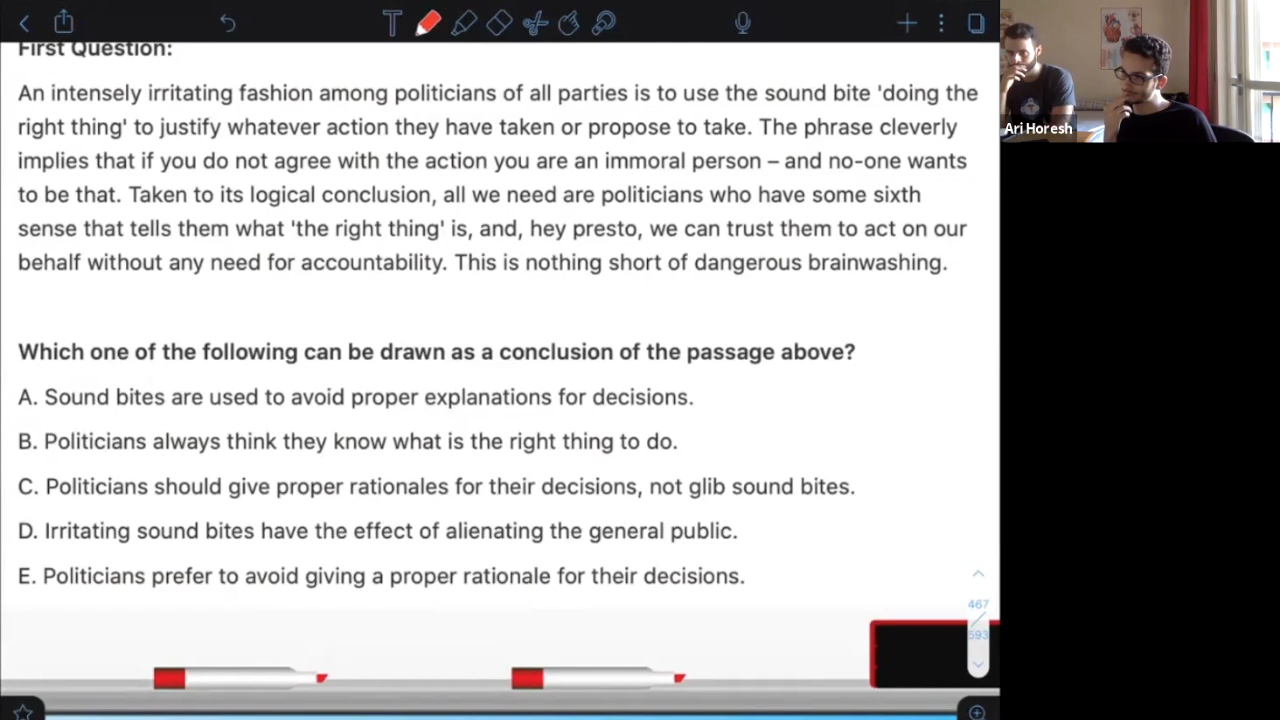 First Question:
An intensely irritating fashion among politicians of all parties is to use the sound bite 'doing the
right thing' to justify whatever action they have taken or propose to take. The phrase cleverly
implies that if you do not agree with the action you are an immoral person – and no-one wants
to be that. Taken to its logical conclusion, all we need are politicians who have some sixth
sense that tells them what 'the right thing' is, and, hey presto, we can trust them to act on our
behalf without any need for accountability. This is nothing short of dangerous brainwashing.
Which one of the following can be drawn as a conclusion of the passage above?
A. Sound bites are used to avoid proper explanations for decisions.
B. Politicians always think they know what is the right thing to do.
C. Politicians should give proper rationales for their decisions, not glib sound bites.
D. Irritating sound bites have the effect of alienating the general public.
E. Politicians prefer to avoid giving a proper rationale for their decisions.
467
593
Ari Horesh